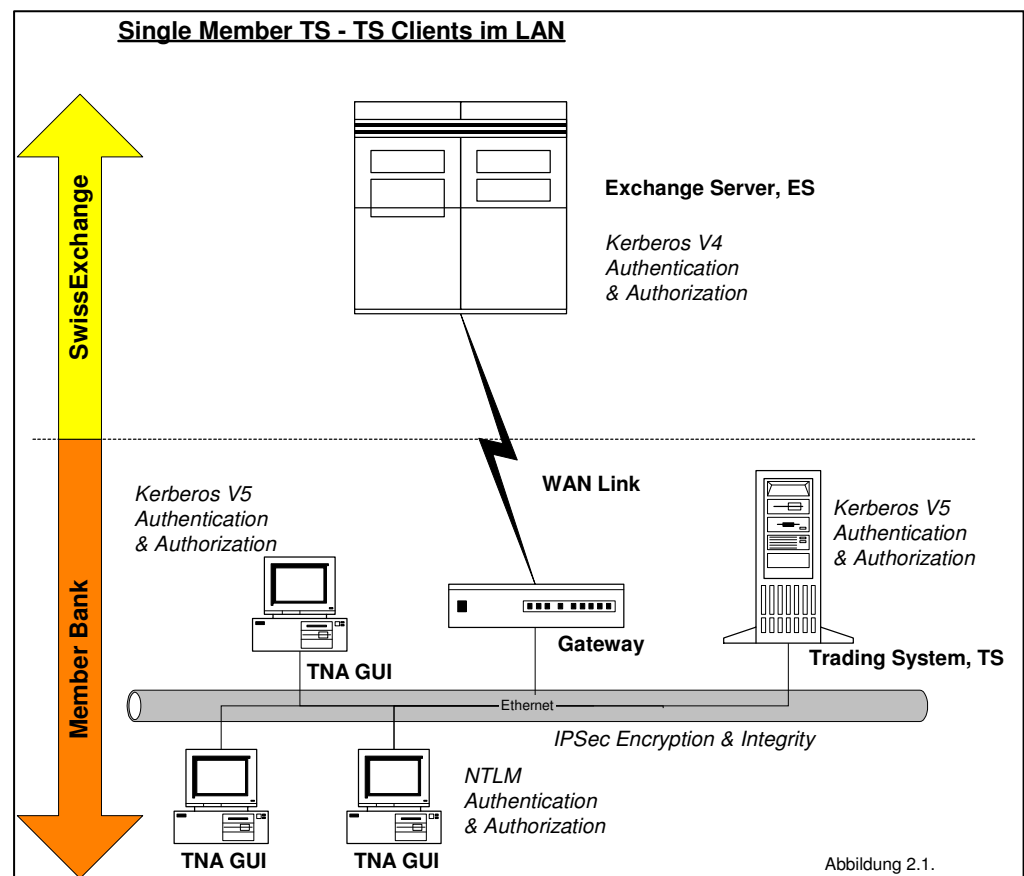 Single Member TS - TS Clients im LAN
SwissExchange
Exchange Server, ES
Kerberos V4
Authentication
& Authorization
WAN Link
Member Bank
Kerberos V5
Authentication
& Authorization
Kerberos V5
Authentication
& Authorization
Gateway
Trading System, TS
TNA GUI
Ethernet
IPSec Encryption & Integrity
NTLM
Authentication
& Authorization
TNA GUI
TNA GUI
Abbildung 2.1.